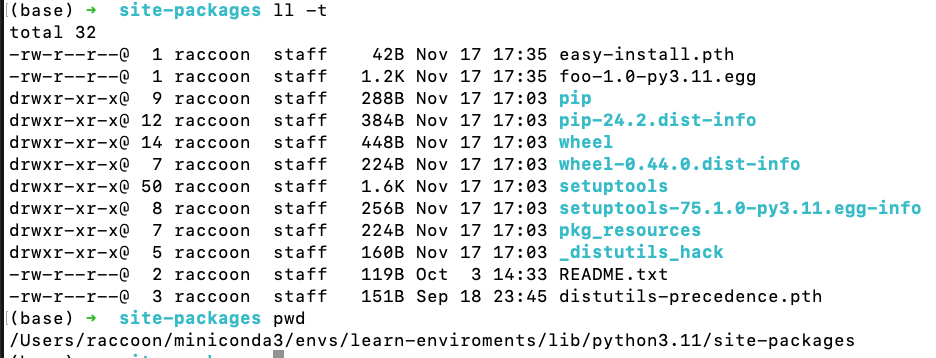 (base) ➜  site-packages ll -t
total 32
-rw-r--r--@  1 raccoon  staff    42B Nov 17 17:35 easy-install.pth
-rw-r--r--@  1 raccoon  staff   1.2K Nov 17 17:35 foo-1.0-py3.11.egg
drwxr-xr-x@  9 raccoon  staff   288B Nov 17 17:03 pip
drwxr-xr-x@ 12 raccoon  staff   384B Nov 17 17:03 pip-24.2.dist-info
drwxr-xr-x@ 14 raccoon  staff   448B Nov 17 17:03 wheel
drwxr-xr-x@  7 raccoon  staff   224B Nov 17 17:03 wheel-0.44.0.dist-info
drwxr-xr-x@ 50 raccoon  staff   1.6K Nov 17 17:03 setuptools
drwxr-xr-x@  8 raccoon  staff   256B Nov 17 17:03 setuptools-75.1.0-py3.11.egg-info
drwxr-xr-x@  7 raccoon  staff   224B Nov 17 17:03 pkg_resources
drwxr-xr-x@  5 raccoon  staff   160B Nov 17 17:03 _distutils_hack
-rw-r--r--@  2 raccoon  staff   119B Oct  3 14:33 README.txt
-rw-r--r--@  3 raccoon  staff   151B Sep 18 23:45 distutils-precedence.pth
(base) ➜  site-packages pwd
/Users/raccoon/miniconda3/envs/learn-enviroments/lib/python3.11/site-packages